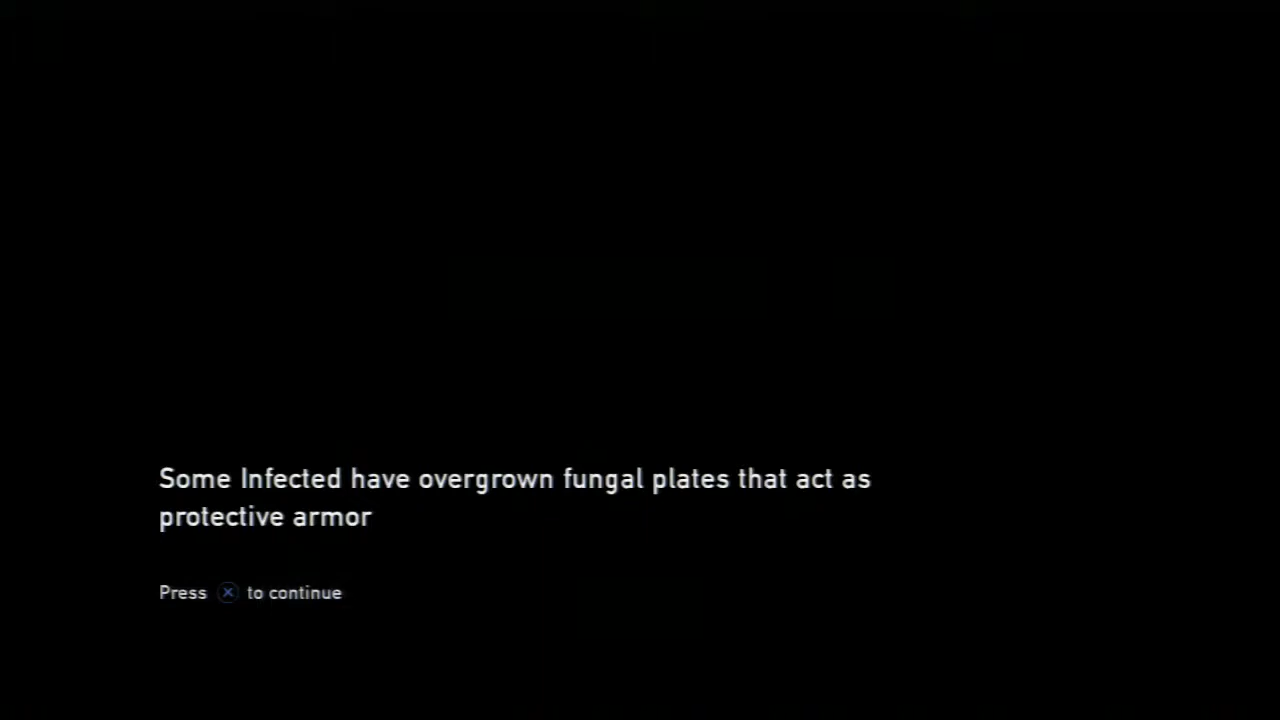 Some Infected have overgrown fungal plates that act as
protective armor
Press ⓧ to continue